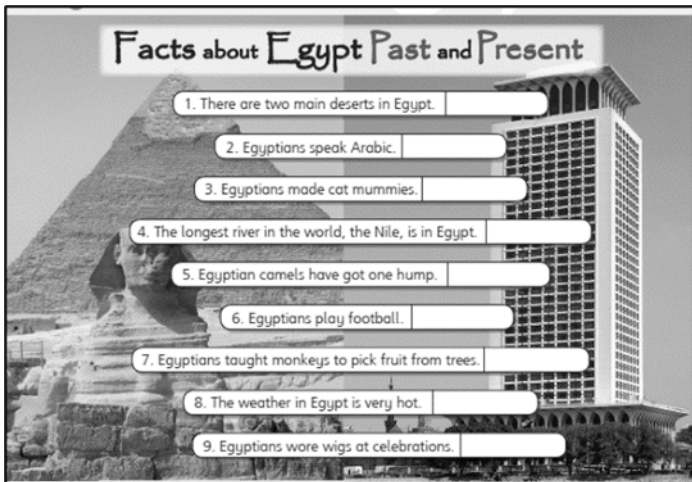 Facts about Egypt Past and Present
1. There are two main deserts in Egypt.
2. Egyptians speak Arabic.
3. Egyptians made cat mummies.
4. The longest river in the world, the Nile, is in Egypt.
5. Egyptian camels have got one hump.
6. Egyptians play football.
7. Egyptians taught monkeys to pick fruit from trees.
8. The weather in Egypt is very hot.
9. Egyptians wore wigs at celebrations.